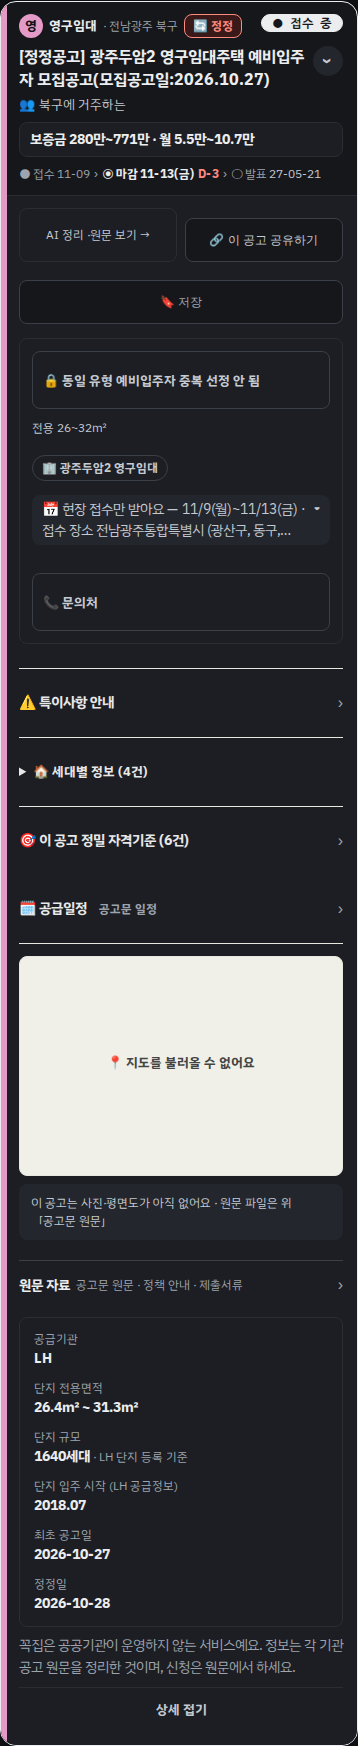 영 영구임대 · 전남광주 북구 🔄 정정 ● 접수 중
[정정공고] 광주두암2 영구임대주택 예비입주
자 모집공고(모집공고일:2026.10.27)
👥 북구에 거주하는
보증금 280만~771만 · 월 5.5만~10.7만
● 접수 11-09 › ◉ 마감 11-13(금) D-3 › ○ 발표 27-05-21
AI 정리 ·원문 보기 →
🔗 이 공고 공유하기
🔖 저장
🔒 동일 유형 예비입주자 중복 선정 안 됨
전용 26~32m²
🏢 광주두암2 영구임대
📅 현장 접수만 받아요 — 11/9(월)~11/13(금) ·
접수 장소 전남광주통합특별시 (광산구, 동구,...
📞 문의처
⚠️ 특이사항 안내 ›
▶ 🏠 세대별 정보 (4건)
🎯 이 공고 정밀 자격기준 (6건) ›
🗓️ 공급일정 공고문 일정 ›
📍 지도를 불러올 수 없어요
이 공고는 사진·평면도가 아직 없어요 · 원문 파일은 위
「공고문 원문」
원문 자료 공고문 원문 · 정책 안내 · 제출서류 ›
공급기관
LH
단지 전용면적
26.4m² ~ 31.3m²
단지 규모
1640세대 · LH 단지 등록 기준
단지 입주 시작 (LH 공급정보)
2018.07
최초 공고일
2026-10-27
정정일
2026-10-28
꼭집은 공공기관이 운영하지 않는 서비스예요. 정보는 각 기관
공고 원문을 정리한 것이며, 신청은 원문에서 하세요.
상세 접기